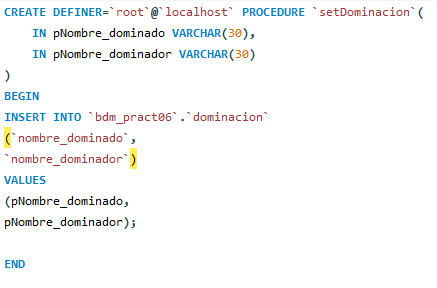 CREATE DEFINER=`root`@`localhost` PROCEDURE `setDominacion`(
IN pNombre_dominado VARCHAR(30),
IN pNombre_dominador VARCHAR(30)
)
BEGIN
INSERT INTO `bdm_pract06`.`dominacion`
(`nombre_dominado`,
`nombre_dominador`)
VALUES
(pNombre_dominado,
pNombre_dominador);
END